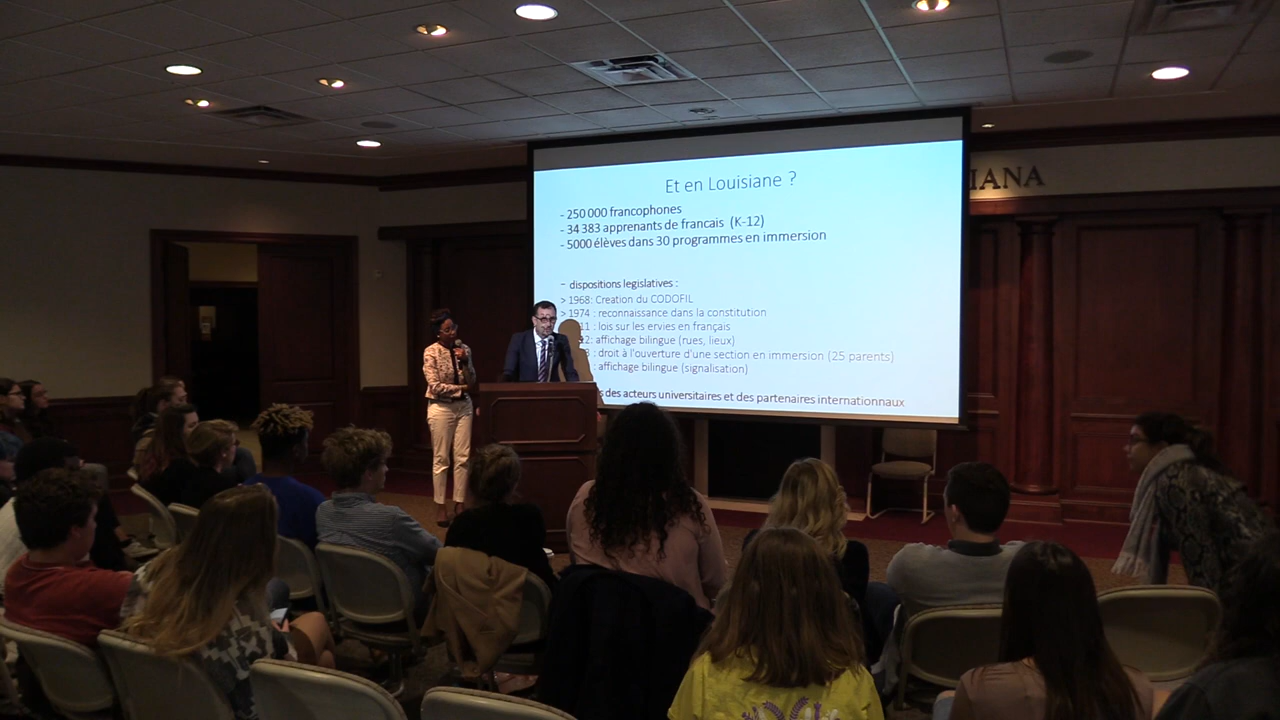 Et en Louisiane ?
- 250 000 francophones
- 34 383 apprenants de francais (K-12)
- 5000 élèves dans 30 programmes en immersion
- dispositions legislatives :
> 1968: Creation du CODOFIL
> 1974 : reconnaissance dans la constitution
11 : lois sur les ervies en français
2: affichage bilingue (rues, lieux)
: droit à l'ouverture d'une section en immersion (25 parents)
: affichage bilingue (signalisation)
des acteurs universitaires et des partenaires internationnaux
IANA